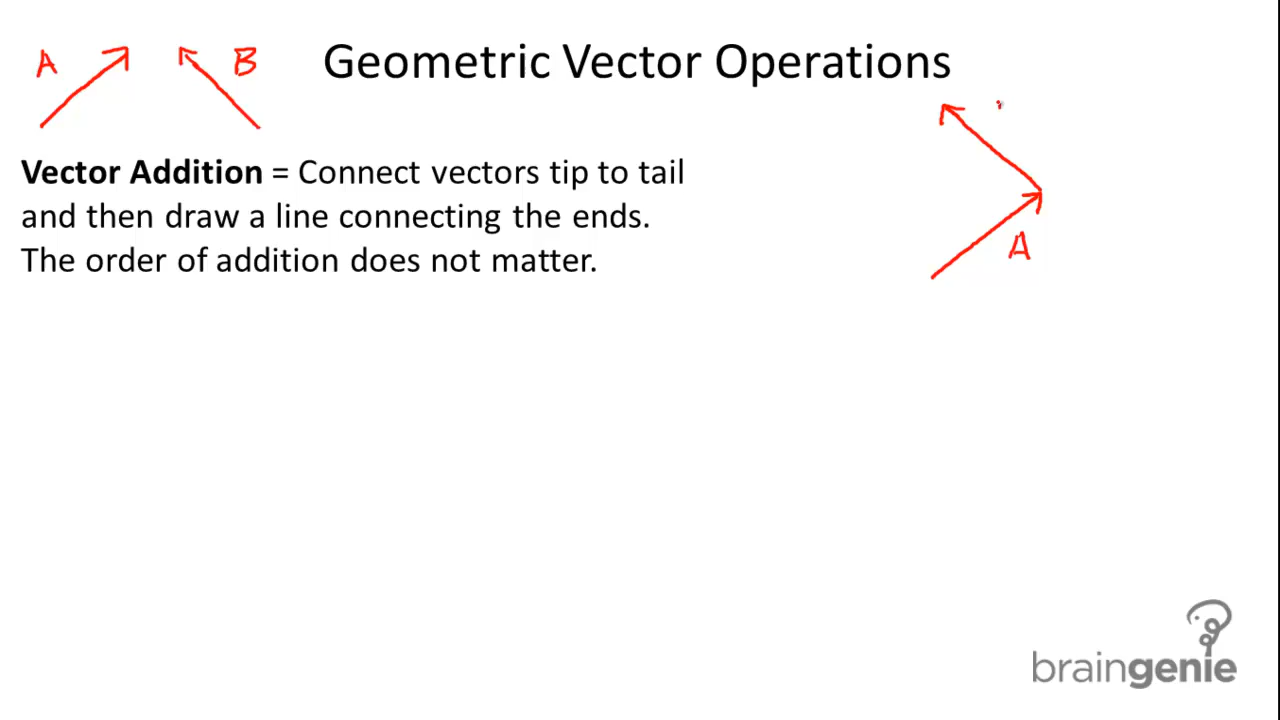 A B Geometric Vector Operations
Vector Addition = Connect vectors tip to tail
and then draw a line connecting the ends.
The order of addition does not matter.
A
braingenie